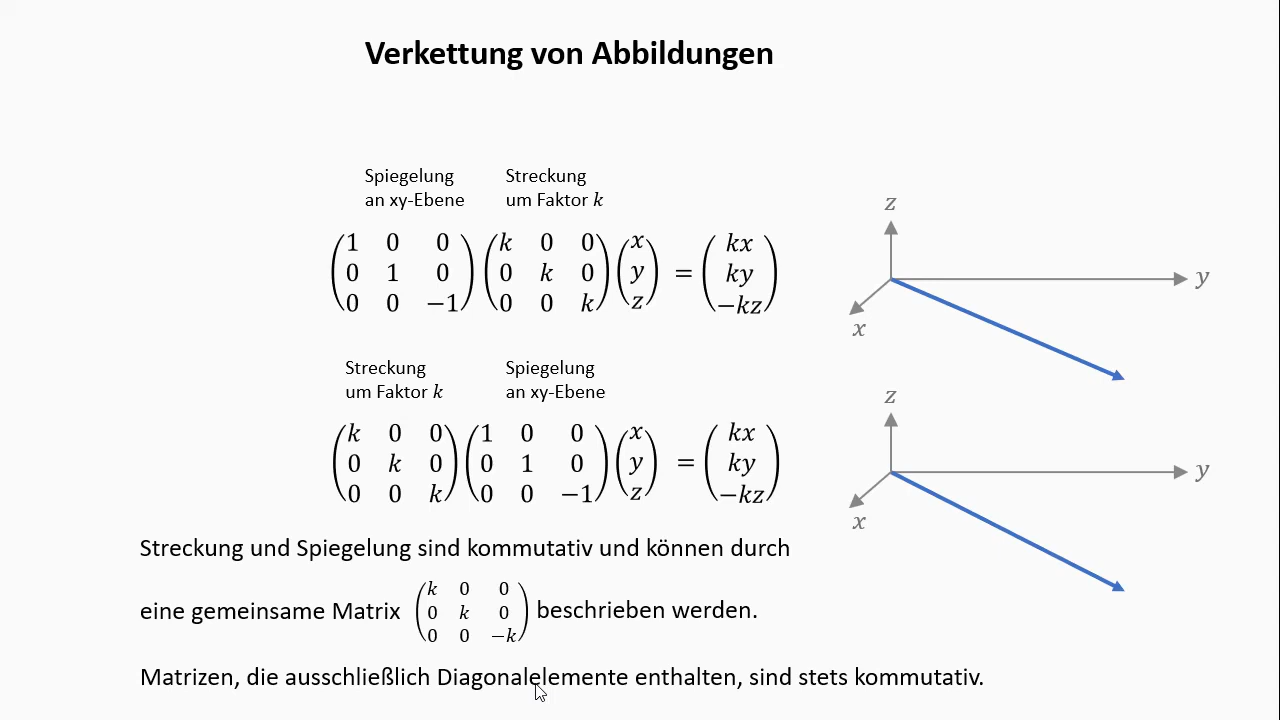 Verkettung von Abbildungen
Spiegelung Streckung
an xy-Ebene um Faktor k
z
1 0 0 k 0 0 x kx
0 1 0 0 k 0 y = ky
0 0 −1 0 0 k z −kz
y
x
Streckung Spiegelung
um Faktor k an xy-Ebene
z
k 0 0 1 0 0 x kx
0 k 0 0 1 0 y = ky
0 0 k 0 0 −1 z −kz
y
x
Streckung und Spiegelung sind kommutativ und können durch
k 0 0
eine gemeinsame Matrix 0 k 0 beschrieben werden.
0 0 −k
Matrizen, die ausschließlich Diagonalelemente enthalten, sind stets kommutativ.